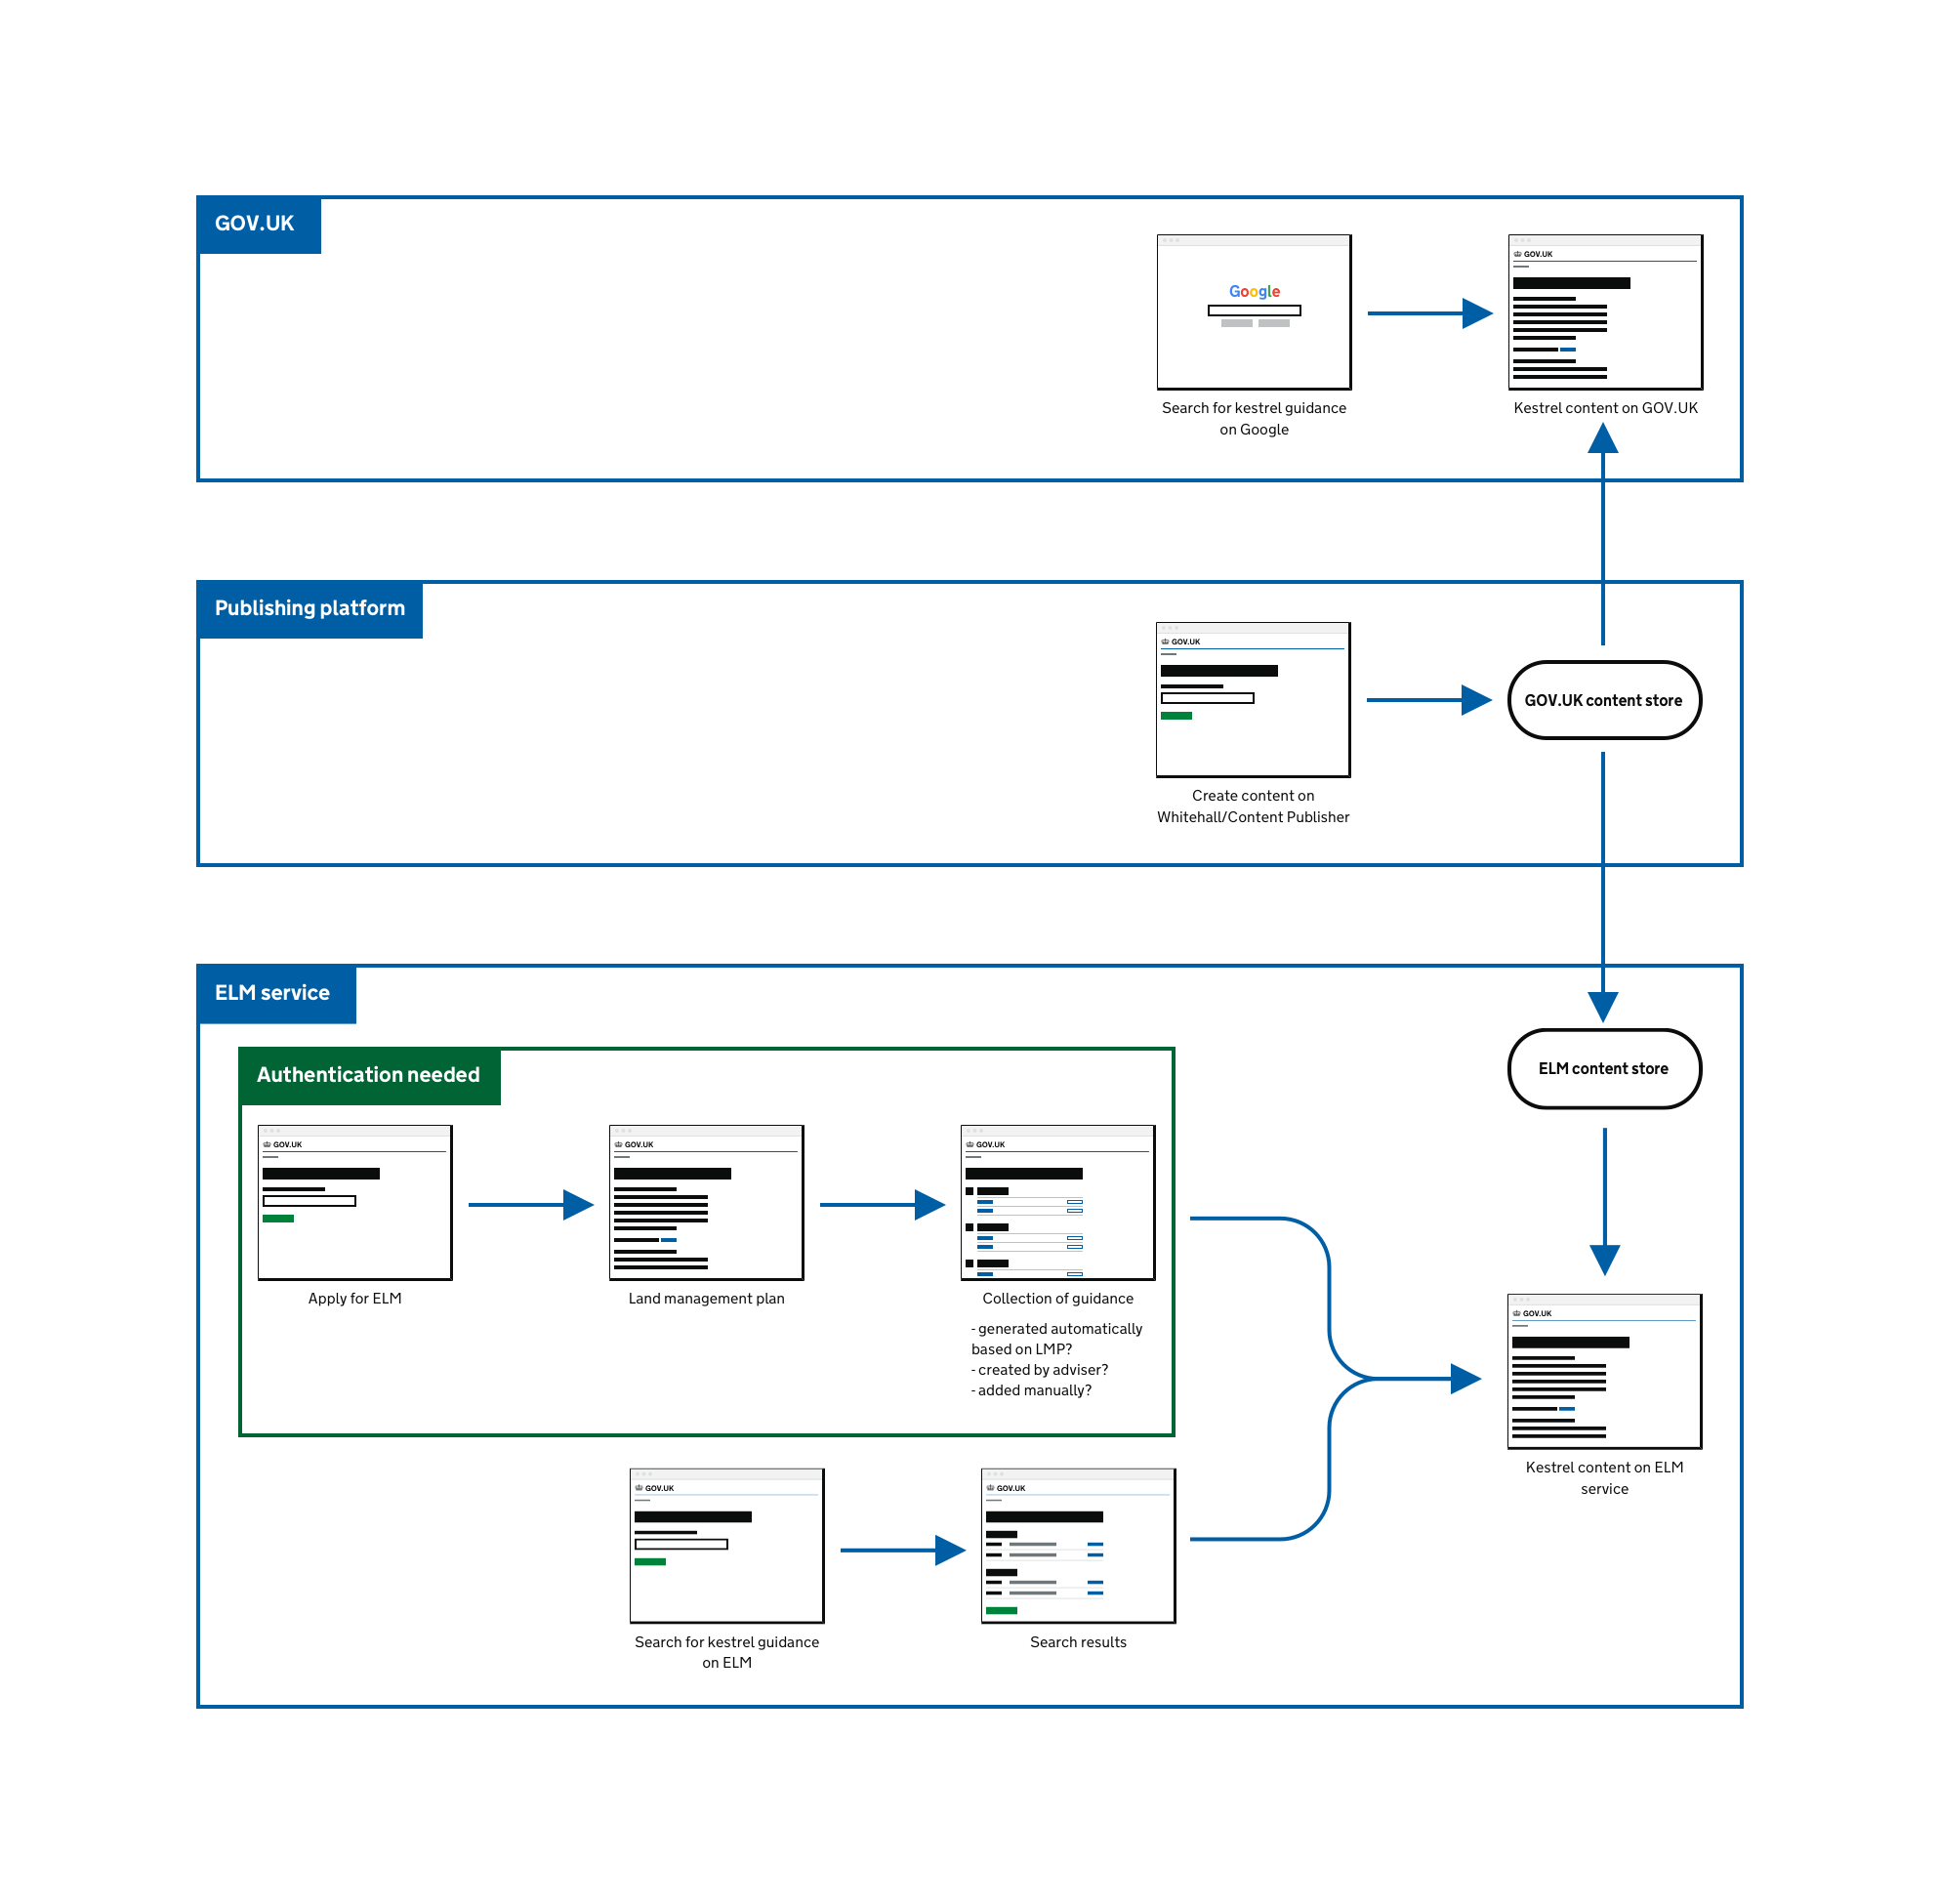 GOV.UK
Google
GOV.UK
Search for kestrel guidance
on Google
Kestrel content on GOV.UK
Publishing platform
GOV.UK
GOV.UK content store
Create content on
Whitehall/Content Publisher
ELM service
ELM content store
Authentication needed
GOV.UK
GOV.UK
GOV.UK
Apply for ELM
Land management plan
Collection of guidance
- generated automatically
based on LMP?
- created by adviser?
- added manually?
GOV.UK
Kestrel content on ELM
service
GOV.UK
GOV.UK
Search for kestrel guidance
on ELM
Search results